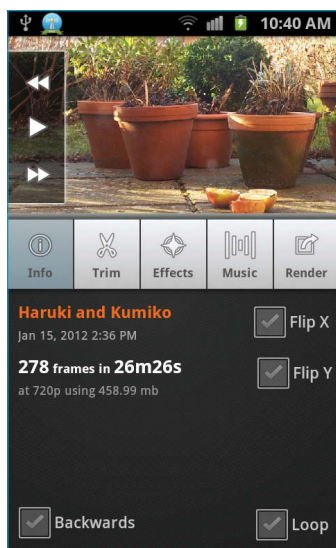 10:40 AM
Info Trim Effects Music Render
Haruki and Kumiko
Jan 15, 2012 2:36 PM
Flip X
278 frames in 26m26s
Flip Y
at 720p using 458.99 mb
Backwards
Loop